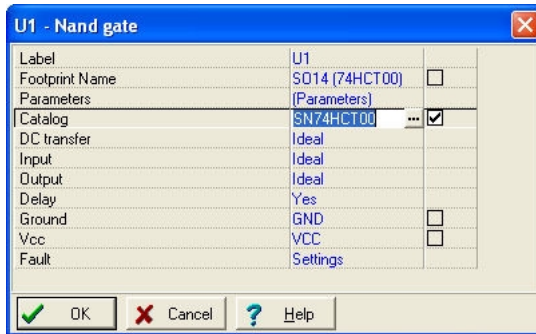 U1 - Nand gate
Label U1
Footprint Name SO14 (74HCT00)
Parameters (Parameters)
Catalog SN74HCT00 ...
DC transfer Ideal
Input Ideal
Output Ideal
Delay Yes
Ground GND
Vcc VCC
Fault Settings
OK Cancel ? Help